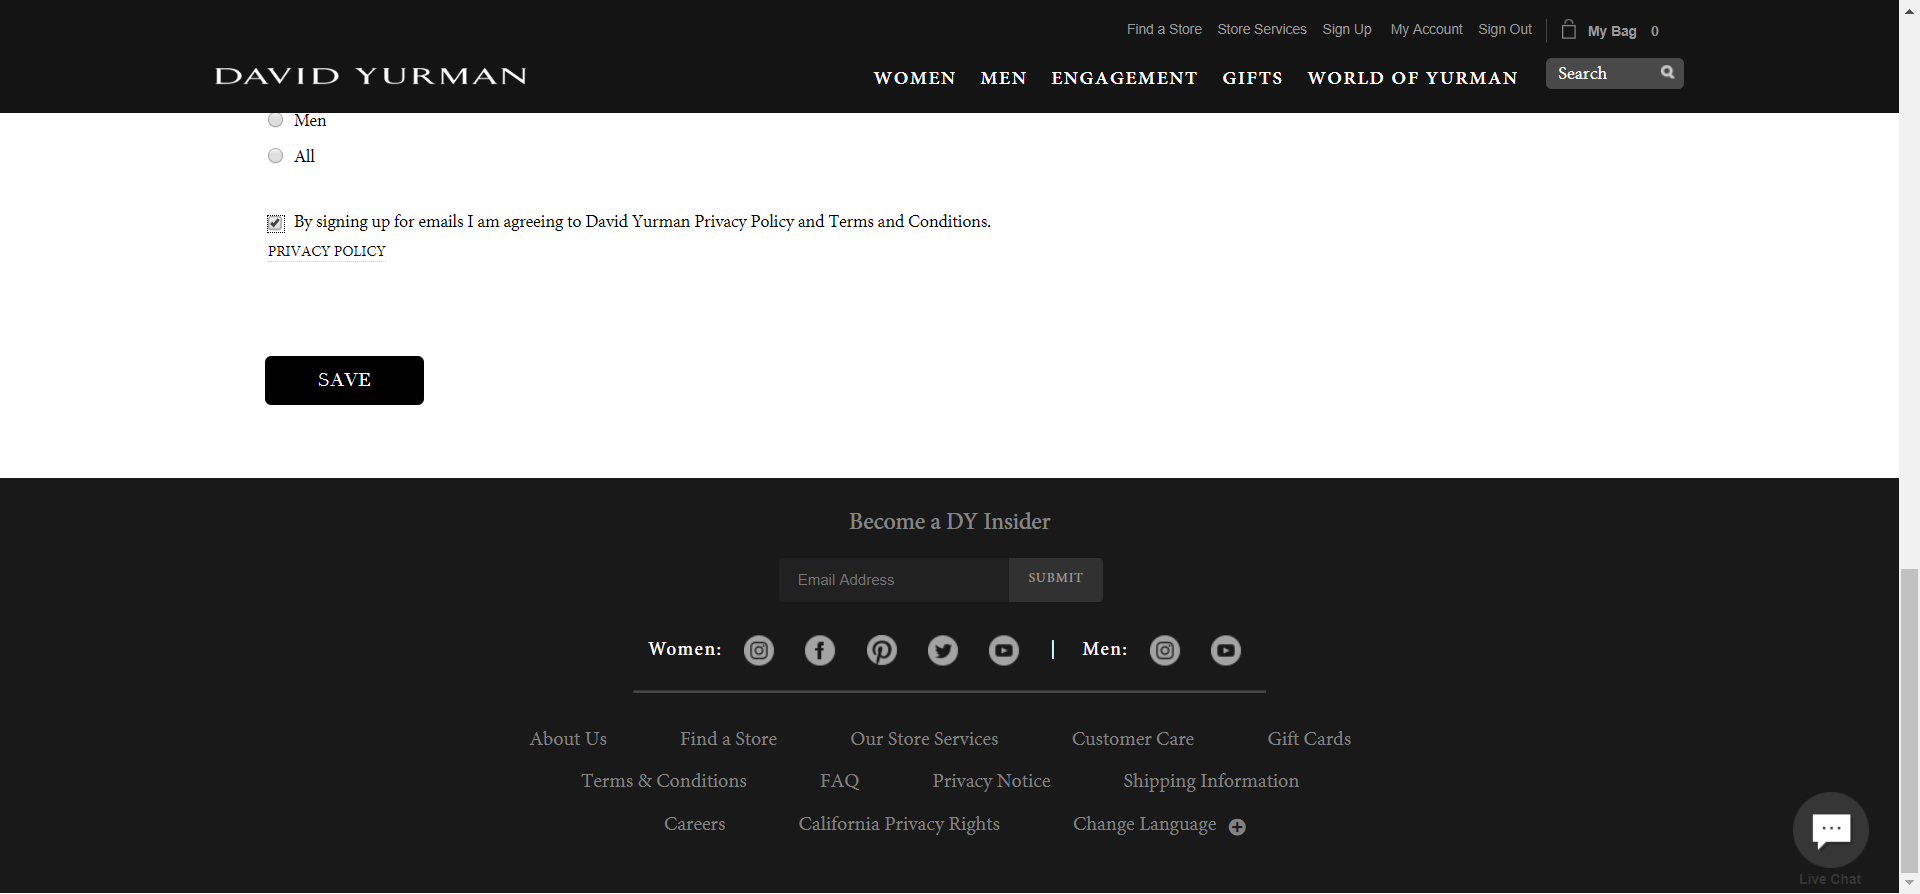 Find a Store Store Services Sign Up My Account Sign Out My Bag 0
DAVID YURMAN
WOMEN MEN ENGAGEMENT GIFTS WORLD OF YURMAN Search
Men
All
By signing up for emails I am agreeing to David Yurman Privacy Policy and Terms and Conditions.
PRIVACY POLICY
SAVE
Become a DY Insider
Email Address SUBMIT
Women: | Men:
About Us Find a Store Our Store Services Customer Care Gift Cards
Terms & Conditions FAQ Privacy Notice Shipping Information
Careers California Privacy Rights Change Language
Live Chat